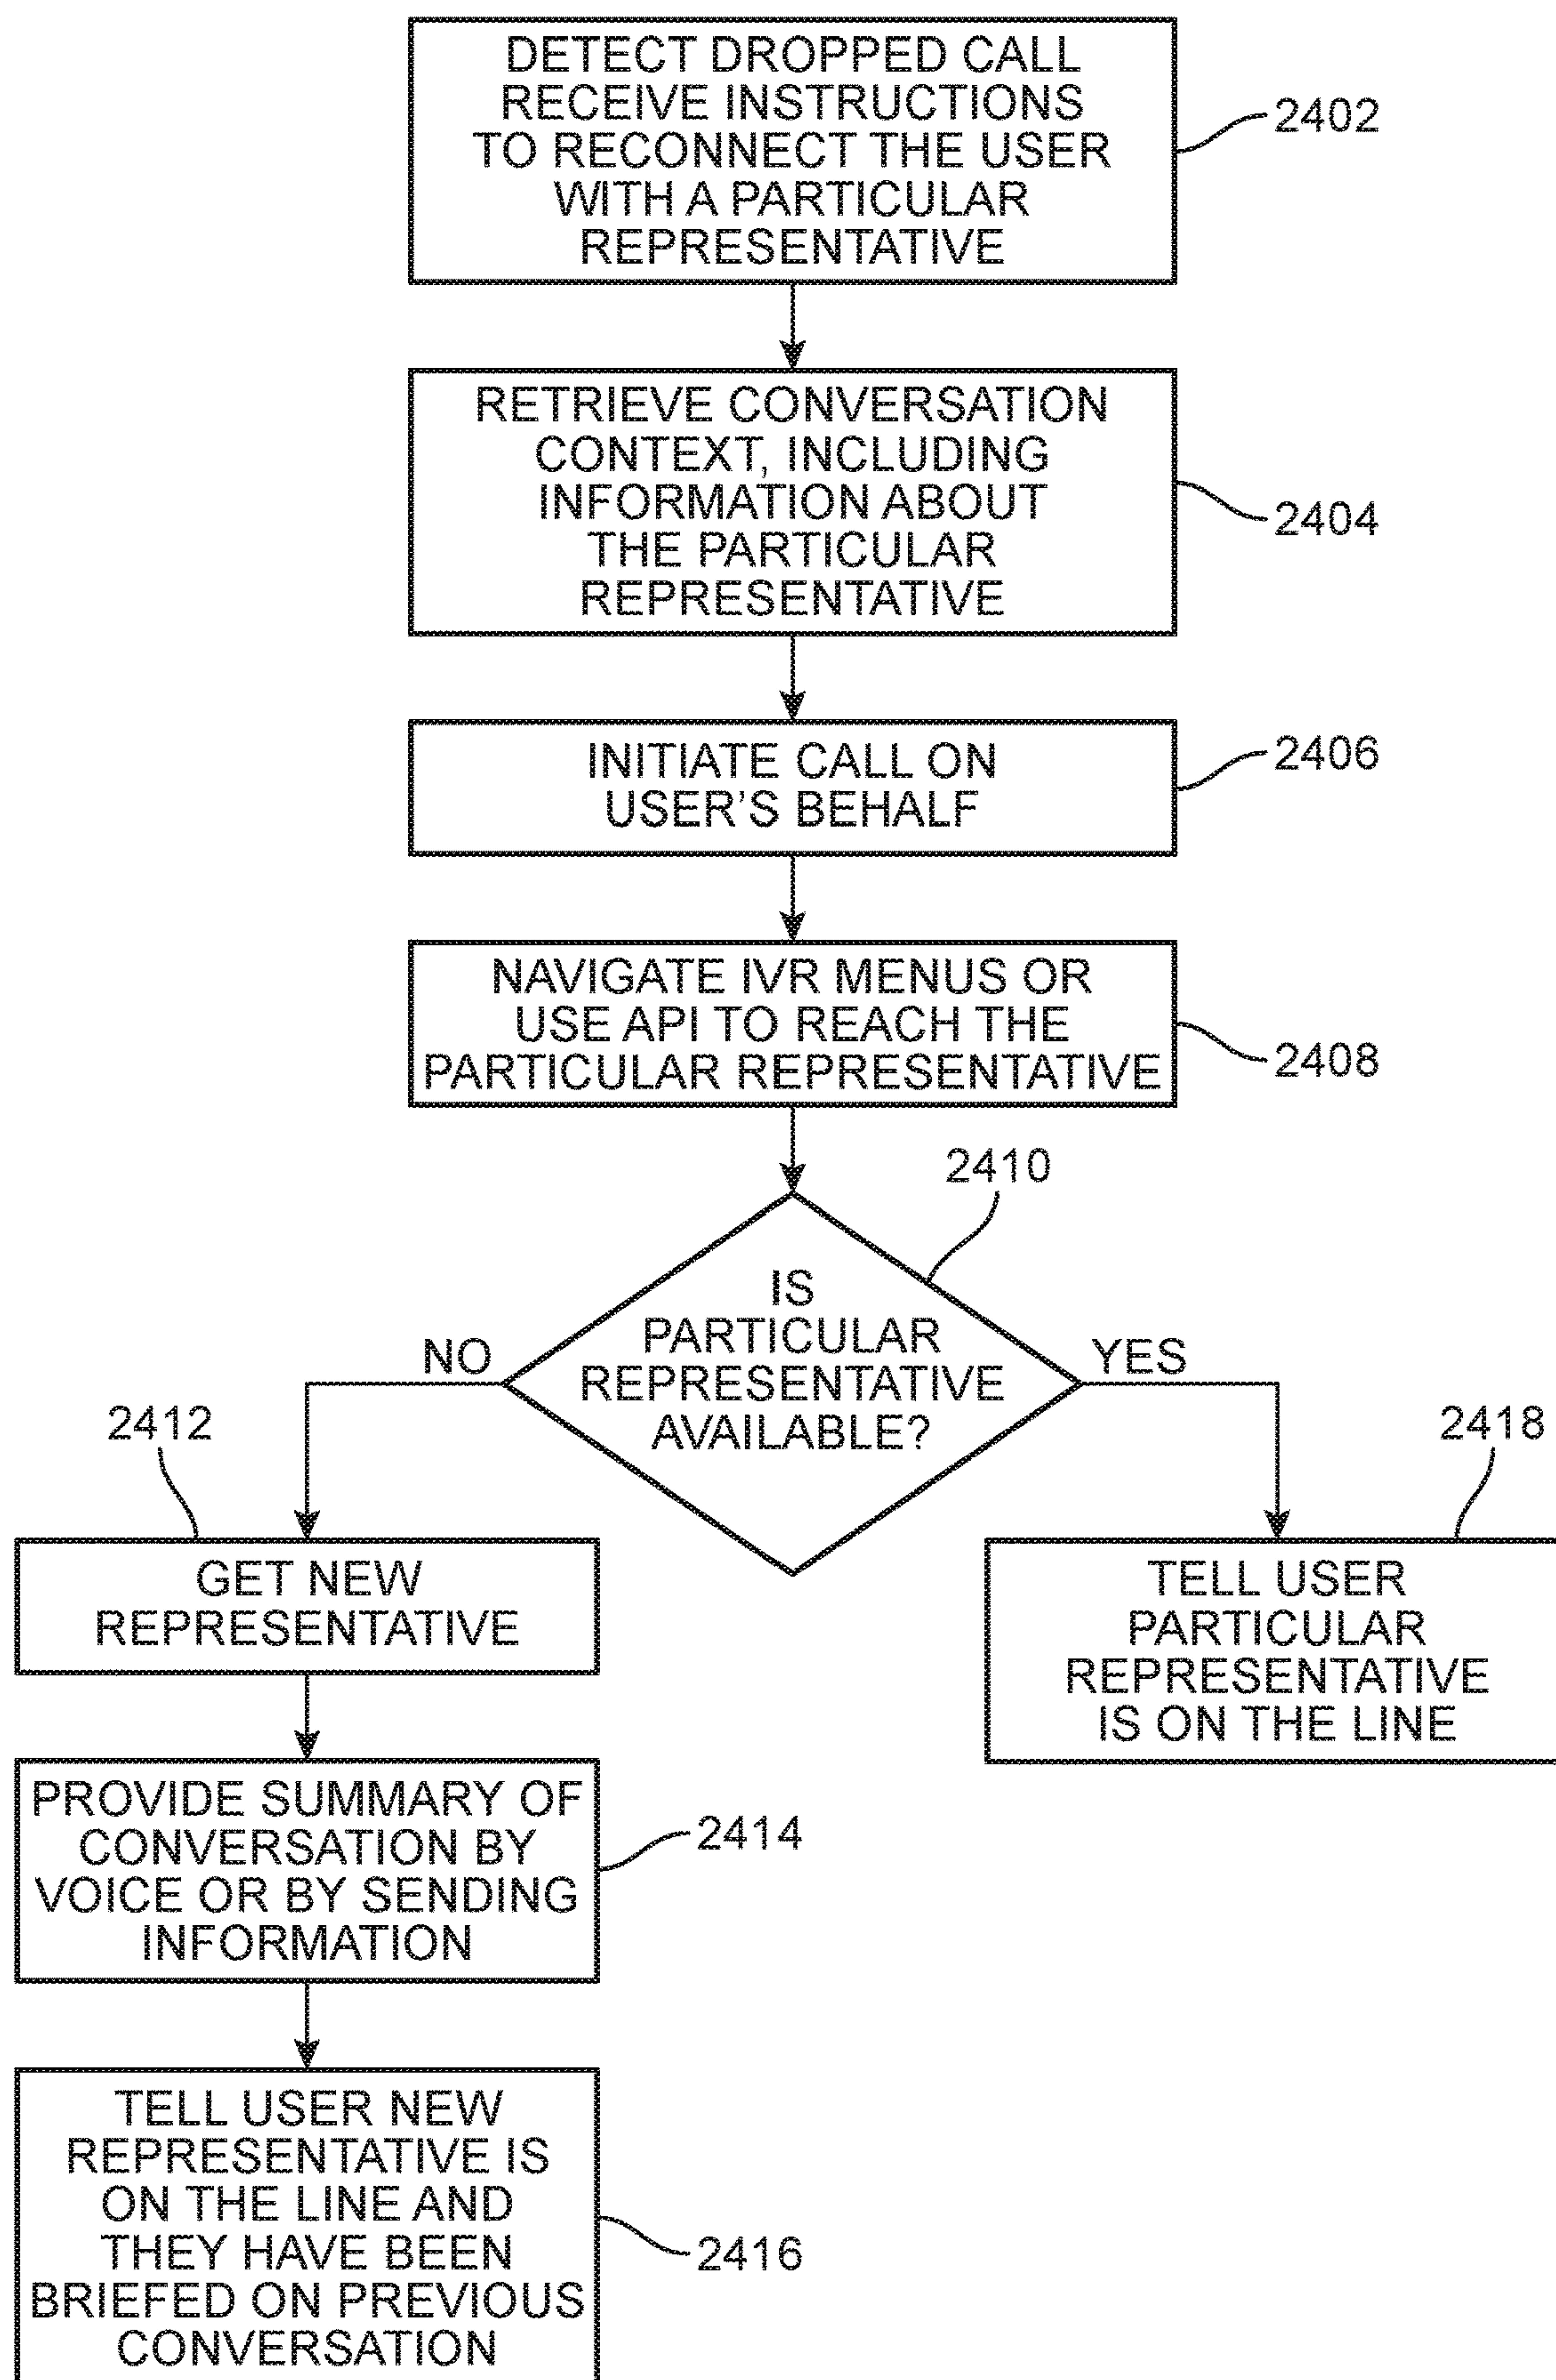 DETECT DROPPED CALL
RECEIVE INSTRUCTIONS
TO RECONNECT THE USER
WITH A PARTICULAR
REPRESENTATIVE
2402
RETRIEVE CONVERSATION
CONTEXT, INCLUDING
INFORMATION ABOUT
THE PARTICULAR
REPRESENTATIVE
2404
INITIATE CALL ON
USER'S BEHALF
2406
NAVIGATE IVR MENUS OR
USE API TO REACH THE
PARTICULAR REPRESENTATIVE
2408
2410
IS
PARTICULAR
REPRESENTATIVE
AVAILABLE?
NO
YES
2412
GET NEW
REPRESENTATIVE
2418
TELL USER
PARTICULAR
REPRESENTATIVE
IS ON THE LINE
PROVIDE SUMMARY OF
CONVERSATION BY
VOICE OR BY SENDING
INFORMATION
2414
TELL USER NEW
REPRESENTATIVE IS
ON THE LINE AND
THEY HAVE BEEN
BRIEFED ON PREVIOUS
CONVERSATION
2416